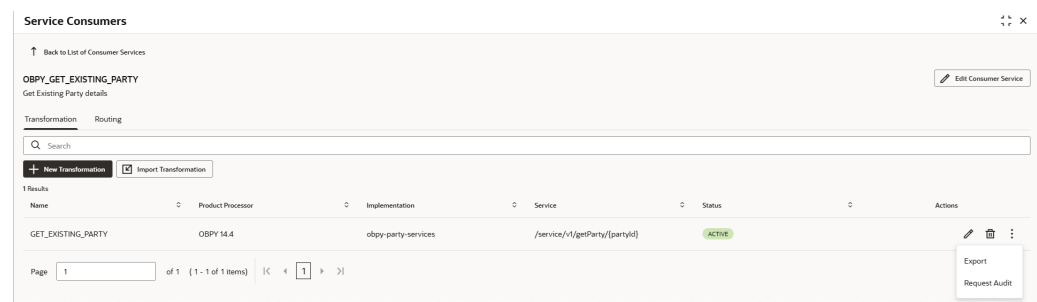 Service Consumers
Back to List of Consumer Services
OBPY_GET_EXISTING_PARTY
Edit Consumer Service
Get Existing Party details
Transformation Routing
Search
New Transformation Import Transformation
1 Results
Name Product Processor Implementation Service Status Actions
GET_EXISTING_PARTY OBPY 14.4 obpy-party-services /service/v1/getParty/{partyId} ACTIVE
Export
Page 1 of 1 ( 1 - 1 of 1 items) 1
Request Audit